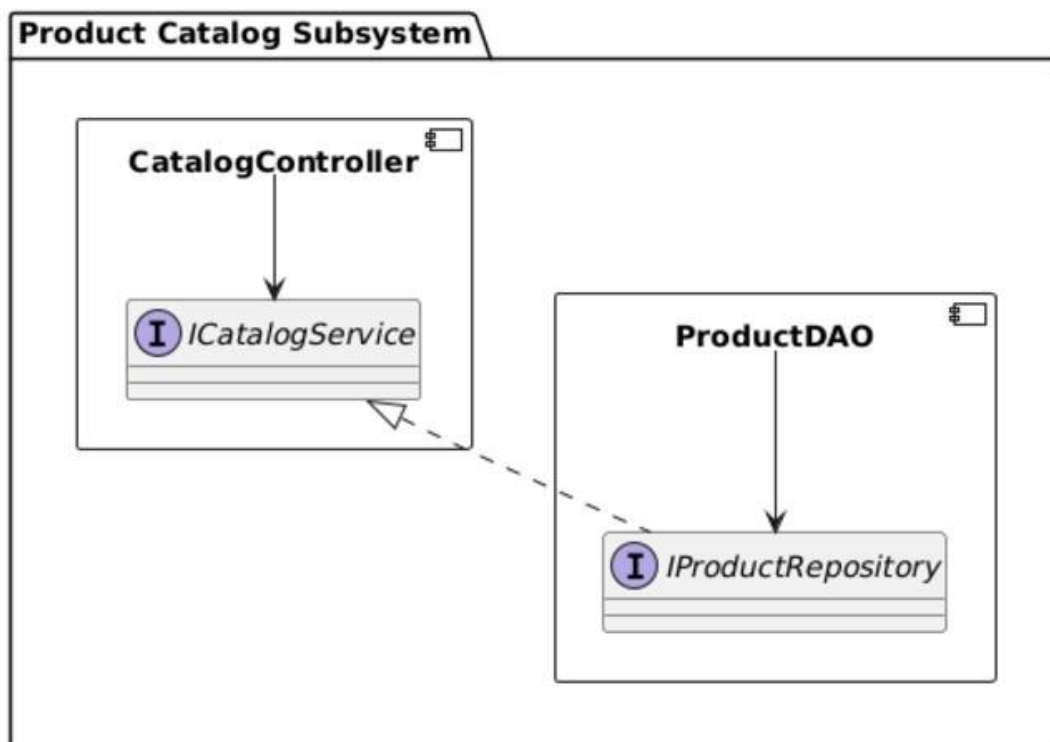 Product Catalog Subsystem
CatalogController
I ICatalogService
ProductDAO
I IProductRepository